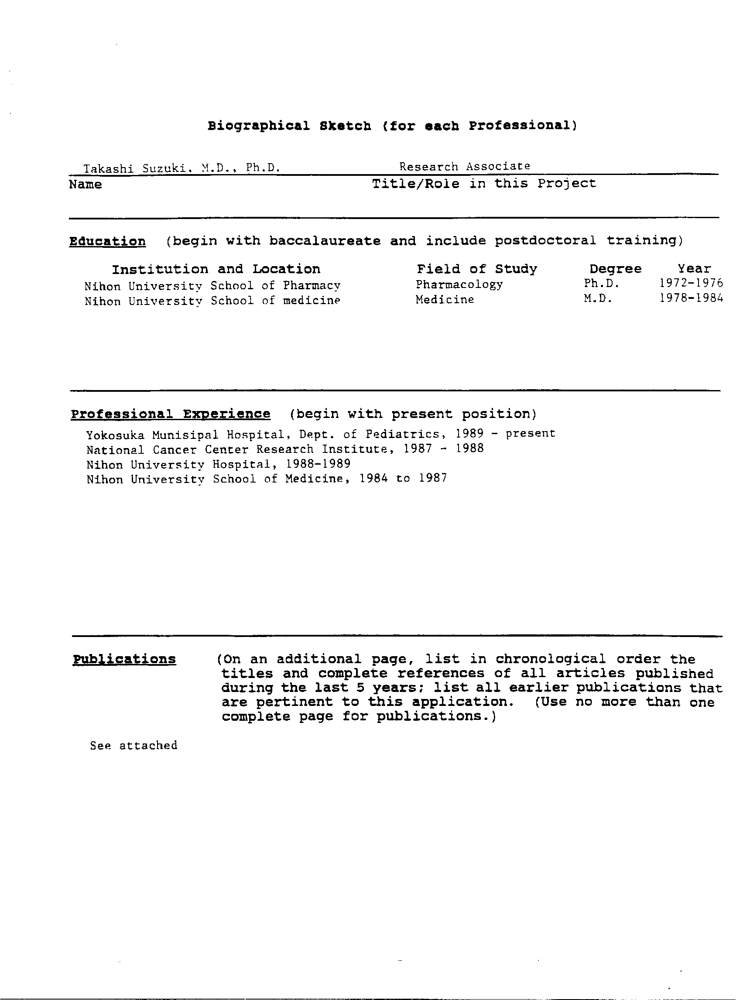 Biographical Sketch (for each Professional)
Takashi Suzuki, M.D., Ph.D. Research Associate
Name Title/Role in this Project
Education (begin with baccalaureate and include postdoctoral training)
Institution and Location Field of Study Degree Year
Nihon University School of Pharmacy Pharmacology Ph.D. 1972-1976
Nihon University School of medicine Medicine M.D. 1978-1984
Professional Experience (begin with present position)
Yokosuka Munisipal Hospital, Dept. of Pediatrics, 1989 - present
National Cancer Center Research Institute, 1987 - 1988
Nihon University Hospital, 1988-1989
Nihon University School of Medicine, 1984 to 1987
Publications (On an additional page, list in chronological order the
titles and complete references of all articles published
during the last 5 years; list all earlier publications that
are pertinent to this application. (Use no more than one
complete page for publications.)
See attached